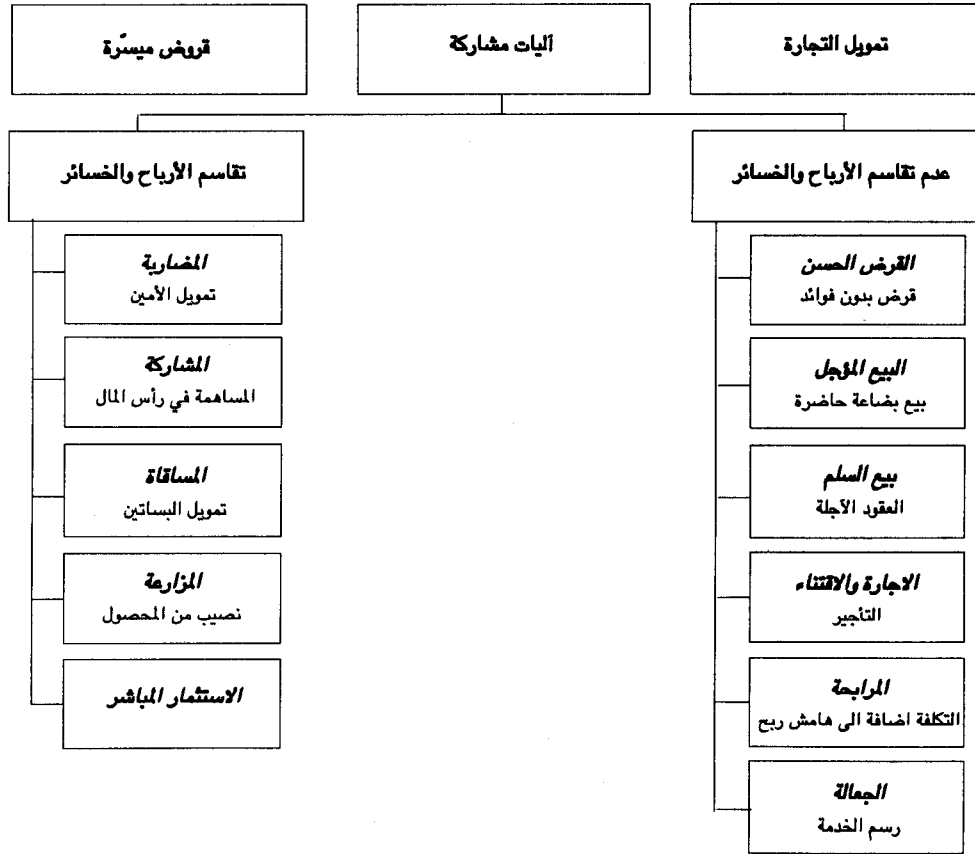 تمويل التجارة
آليات مشاركة
قروض ميسّرة
عدم تقاسم الأرباح والخسائر
القرض الحسن
قرض بدون فوائد
البيع المؤجل
بيع بضاعة حاضرة
بيع السلم
العقود الآجلة
الاجارة والاقتناء
التأجير
المرابحة
التكلفة اضافة الى هامش ربح
الجعالة
رسم الخدمة
تقاسم الأرباح والخسائر
المضاربة
تمويل الأمين
المشاركة
المساهمة في رأس المال
المساقاة
تمويل البساتين
المزارعة
نصيب من المحصول
الاستثمار المباشر